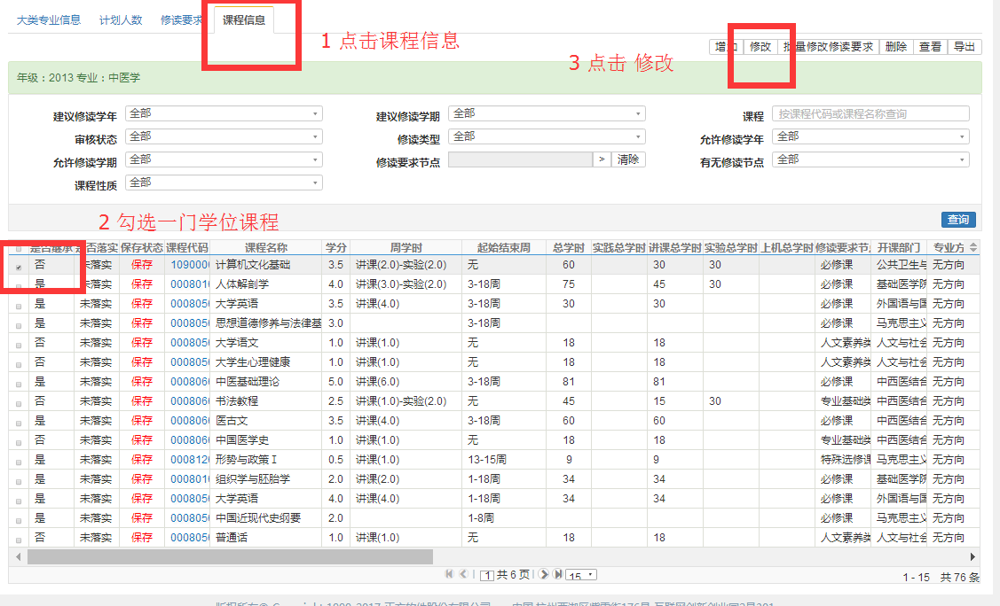 大类专业信息 计划人数 修读要求 课程信息
1 点击课程信息
增加 修改 批量修改修读要求 删除 查看 导出
3 点击 修改
年级：2013 专业：中医学
建议修读学年 全部 建议修读学期 全部 课程 按课程代码或课程名称查询
审核状态 全部 修读类型 全部 允许修读学年 全部
允许修读学期 全部 修读要求节点 > 清除 有无修读节点 全部
课程性质 全部
2 勾选一门学位课程
查询
是否继承 否落实 保存状态 课程代码 课程名称 学分 周学时 起始结束周 总学时 实践总学时 讲课总学时 实验总学时 上机总学时 修读要求节点 开课部门 专业方
否 未落实 保存 109000 计算机文化基础 3.5 讲课(2.0)-实验(2.0) 无 60 30 30 必修课 公共卫生与 无方向
是 未落实 保存 000801 人体解剖学 4.0 讲课(3.0)-实验(2.0) 3-18周 75 45 30 必修课 基础医学院 无方向
是 未落实 保存 000805 大学英语 3.5 讲课(4.0) 3-18周 30 30 必修课 外国语与国 无方向
是 未落实 保存 000805 思想道德修养与法律基 3.0 3-18周 必修课 马克思主义 无方向
否 未落实 保存 000805 大学语文 1.0 讲课(1.0) 无 18 18 人文素养类 人文与社会 无方向
否 未落实 保存 000805 大学生心理健康 1.0 讲课(1.0) 无 18 18 人文素养类 人文与社会 无方向
是 未落实 保存 000806 中医基础理论 5.0 讲课(6.0) 3-18周 81 81 必修课 中西医结合 无方向
否 未落实 保存 000806 书法教程 2.5 讲课(1.0)-实验(2.0) 无 45 15 30 专业基础类 中西医结合 无方向
是 未落实 保存 000806 医古文 3.5 讲课(4.0) 3-18周 60 60 必修课 中西医结合 无方向
否 未落实 保存 000806 中国医学史 1.0 讲课(1.0) 无 18 18 专业基础类 中西医结合 无方向
是 未落实 保存 000812 形势与政策Ⅰ 0.5 讲课(1.0) 13-15周 9 9 特殊选修课 马克思主义 无方向
是 未落实 保存 000801 组织学与胚胎学 2.0 讲课(2.0) 1-18周 34 34 必修课 基础医学院 无方向
是 未落实 保存 000805 大学英语 4.0 讲课(4.0) 1-18周 34 34 必修课 外国语与国 无方向
是 未落实 保存 000805 中国近现代史纲要 2.0 1-8周 必修课 马克思主义 无方向
否 未落实 保存 000805 普通话 1.0 讲课(1.0) 无 18 18 人文素养类 人文与社会 无方向
1 共 6 页 15 1 - 15 共 76 条